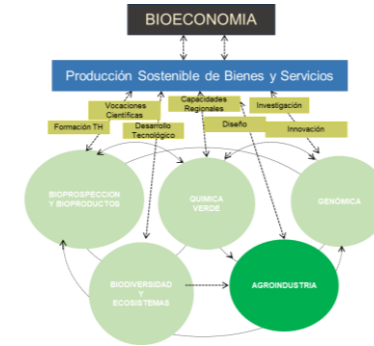 BIOECONOMIA
Producción Sostenible de Bienes y Servicios
Vocaciones
Científicas
Capacidades
Regionales
Investigación
Formación TH
Desarrollo
Tecnológico
Diseño
Innovación
BIOPROSPECCION
Y BIOPRODUCTOS
QUIMICA
VERDE
GENÓMICA
BIODIVERSIDAD
Y
ECOSISTEMAS
AGROINDUSTRIA